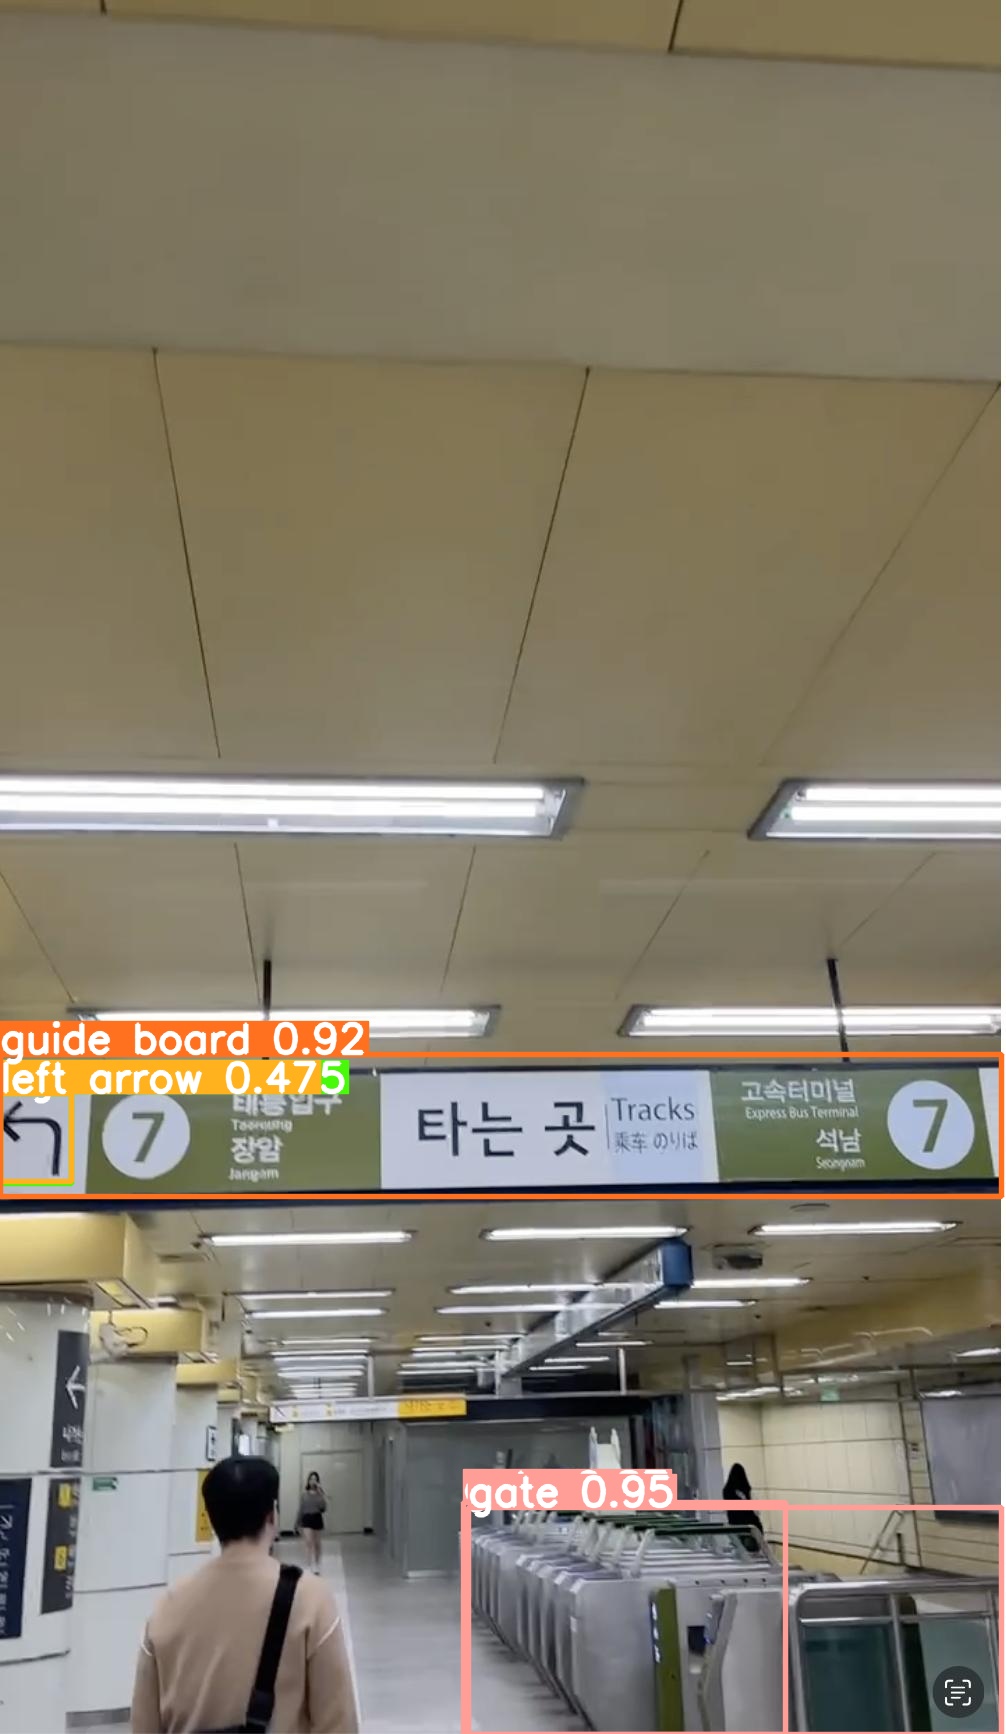 guide board 0.92
left arrow 0.475
7
태릉입구
장암
Jangam
타는 곳
Tracks
乘车 のりば
고속터미널
Express Bus Terminal
석남
Seongnam
7
gate 0.95